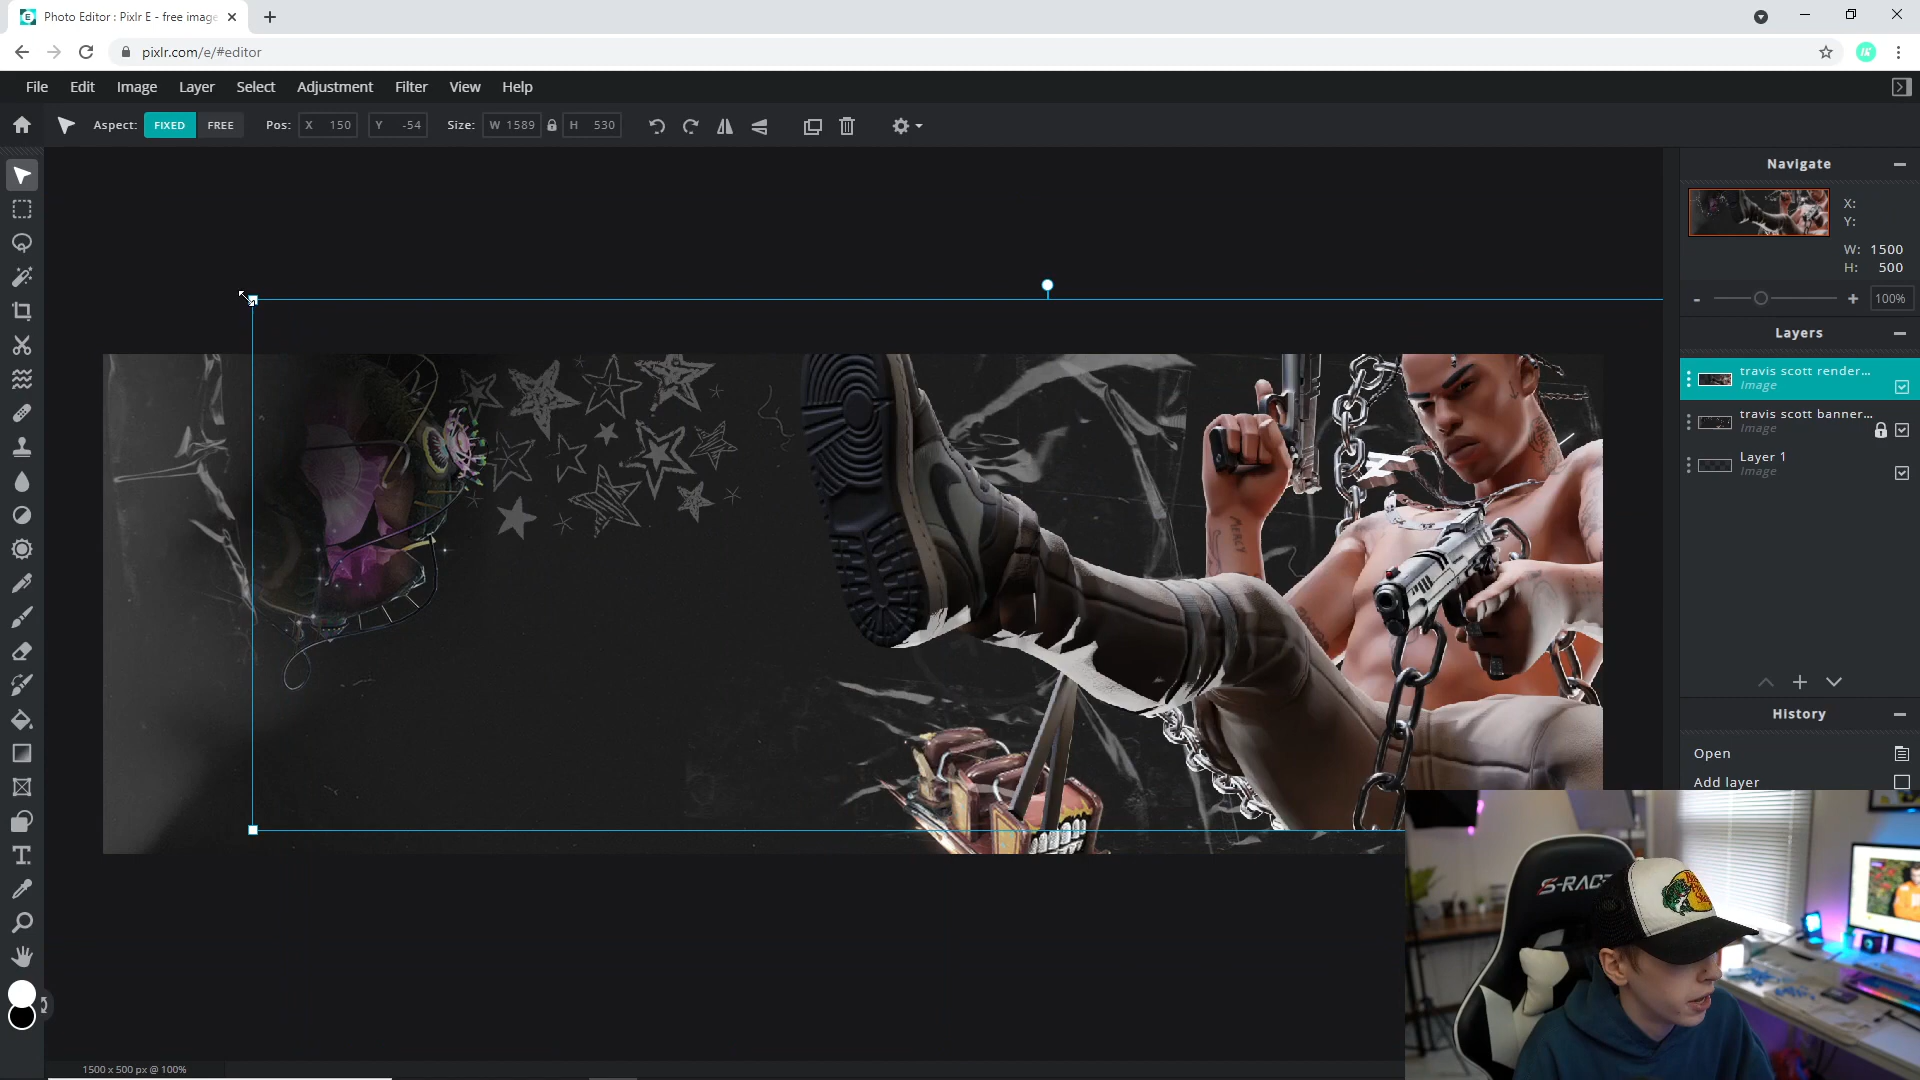 Photo Editor : Pixlr E - free image
pixlr.com/e/#editor
File Edit Image Layer Select Adjustment Filter View Help
Aspect: FIXED FREE Pos: X 150 Y -54 Size: W 1589 H 530
Navigate
X:
Y:
W: 1500
H: 500
- + 100%
Layers
travis scott render...
Image
travis scott banner...
Image
Layer 1
Image
History
Open
Add layer
MERCY
1500 x 500 px @ 100%